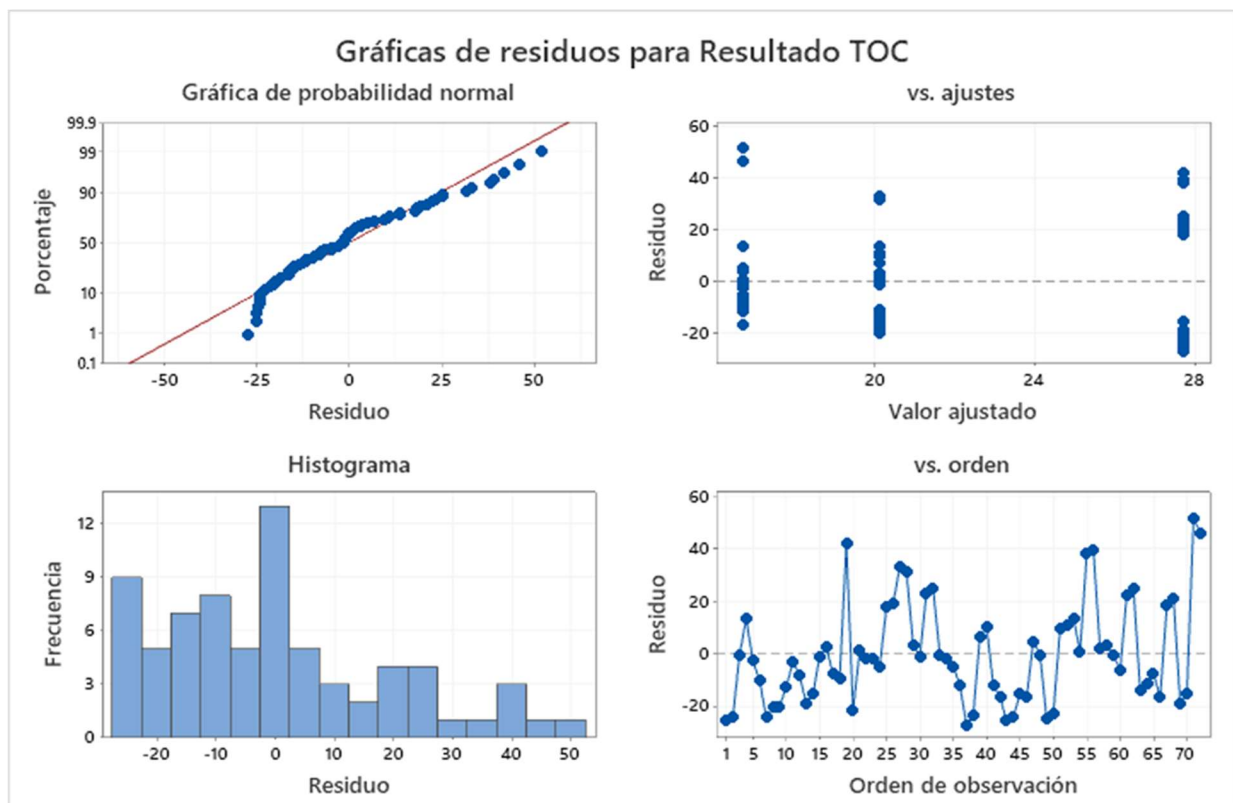 Gráficas de residuos para Resultado TOC
Gráfica de probabilidad normal
99.9
99
90
50
10
1
0.1
Porcentaje
-50 -25 0 25 50
Residuo
vs. ajustes
60
40
20
0
-20
Residuo
20 24 28
Valor ajustado
Histograma
12
9
6
3
0
Frecuencia
-20 -10 0 10 20 30 40 50
Residuo
vs. orden
60
40
20
0
-20
Residuo
1 5 10 15 20 25 30 35 40 45 50 55 60 65 70
Orden de observación